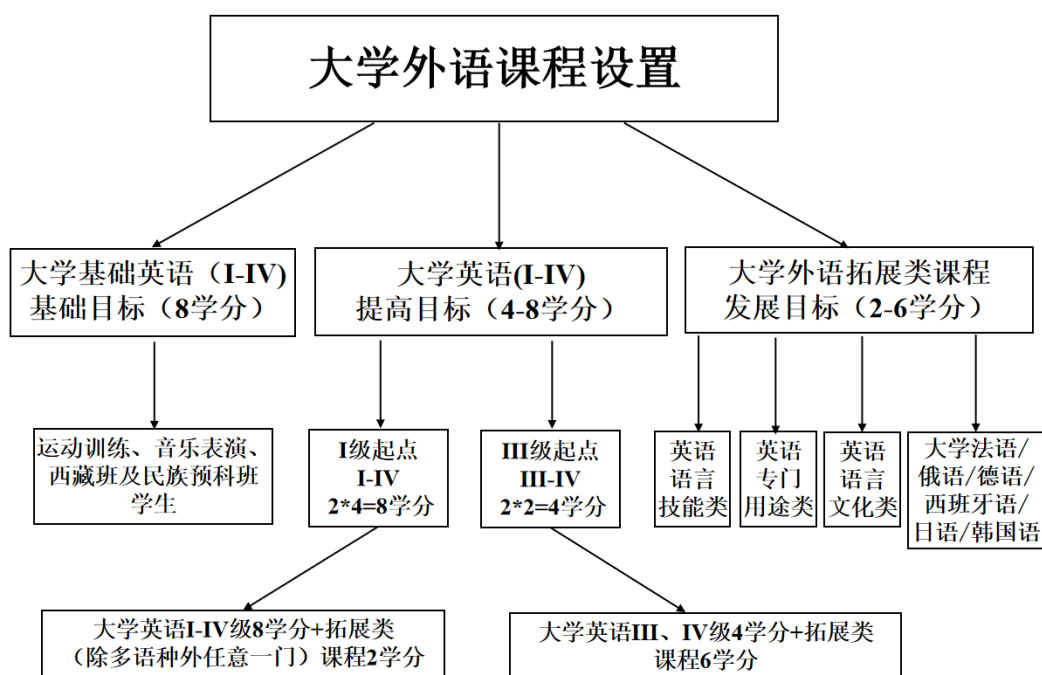 大学外语课程设置
大学基础英语（I-IV)
基础目标（8学分）
大学英语(I-IV)
提高目标（4-8学分）
大学外语拓展类课程
发展目标（2-6学分）
运动训练、音乐表演、
西藏班及民族预科班
学生
I级起点
I-IV
2*4=8学分
III级起点
III-IV
2*2=4学分
英语
语言
技能类
英语
专门
用途类
英语
语言
文化类
大学法语/
俄语/德语/
西班牙语/
日语/韩国语
大学英语I-IV级8学分+拓展类
（除多语种外任意一门）课程2学分
大学英语III、IV级4学分+拓展类
课程6学分